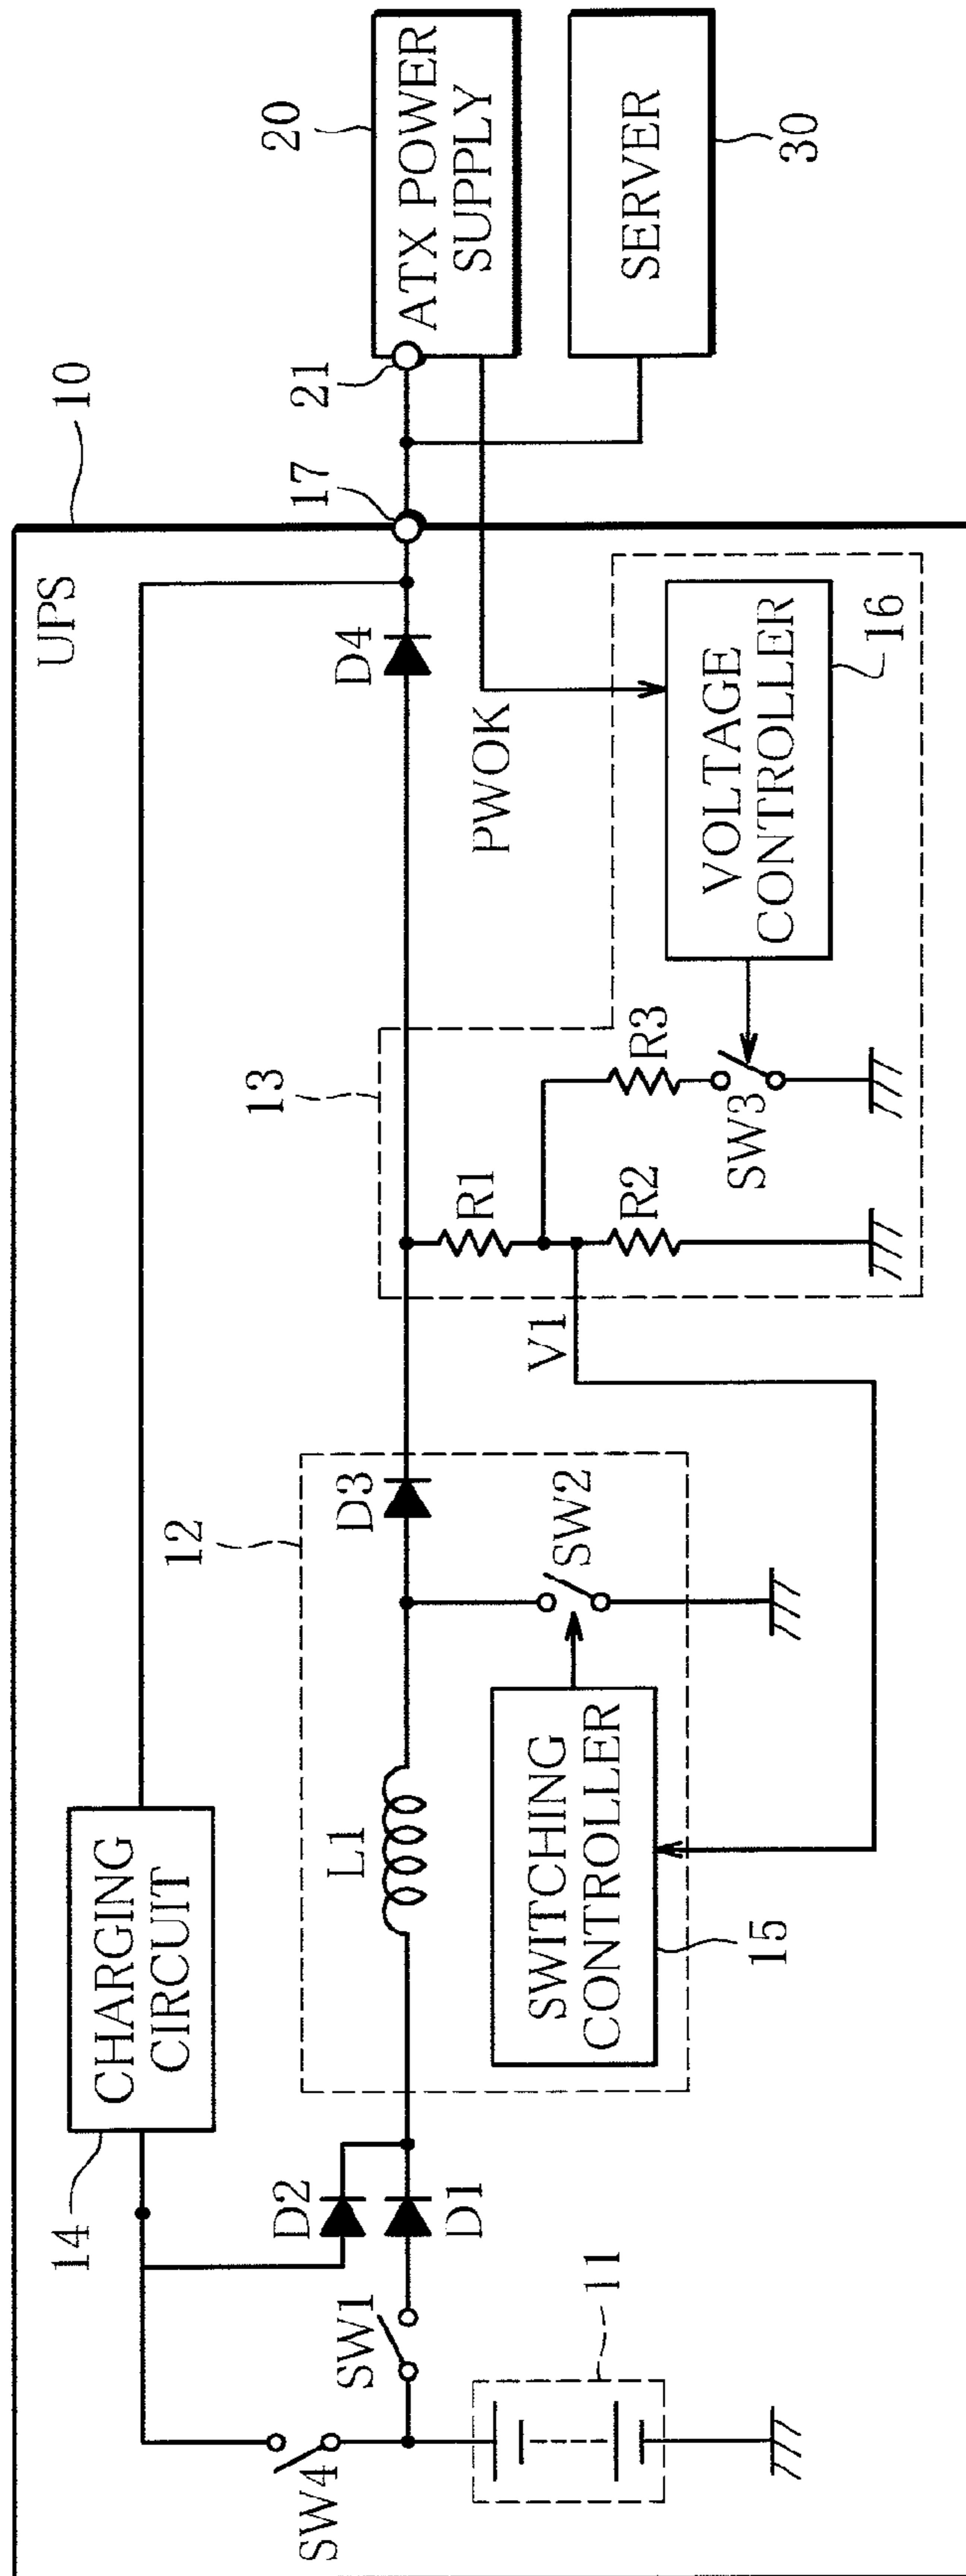 10
UPS
14
CHARGING
CIRCUIT
20
ATX POWER
SUPPLY
SERVER
30
21
17
SW4
SW1
D2
D1
11
12
L1
D3
SW2
SWITCHING
CONTROLLER
15
V1
13
R1
R2
R3
SW3
D4
PWOK
VOLTAGE
CONTROLLER
16